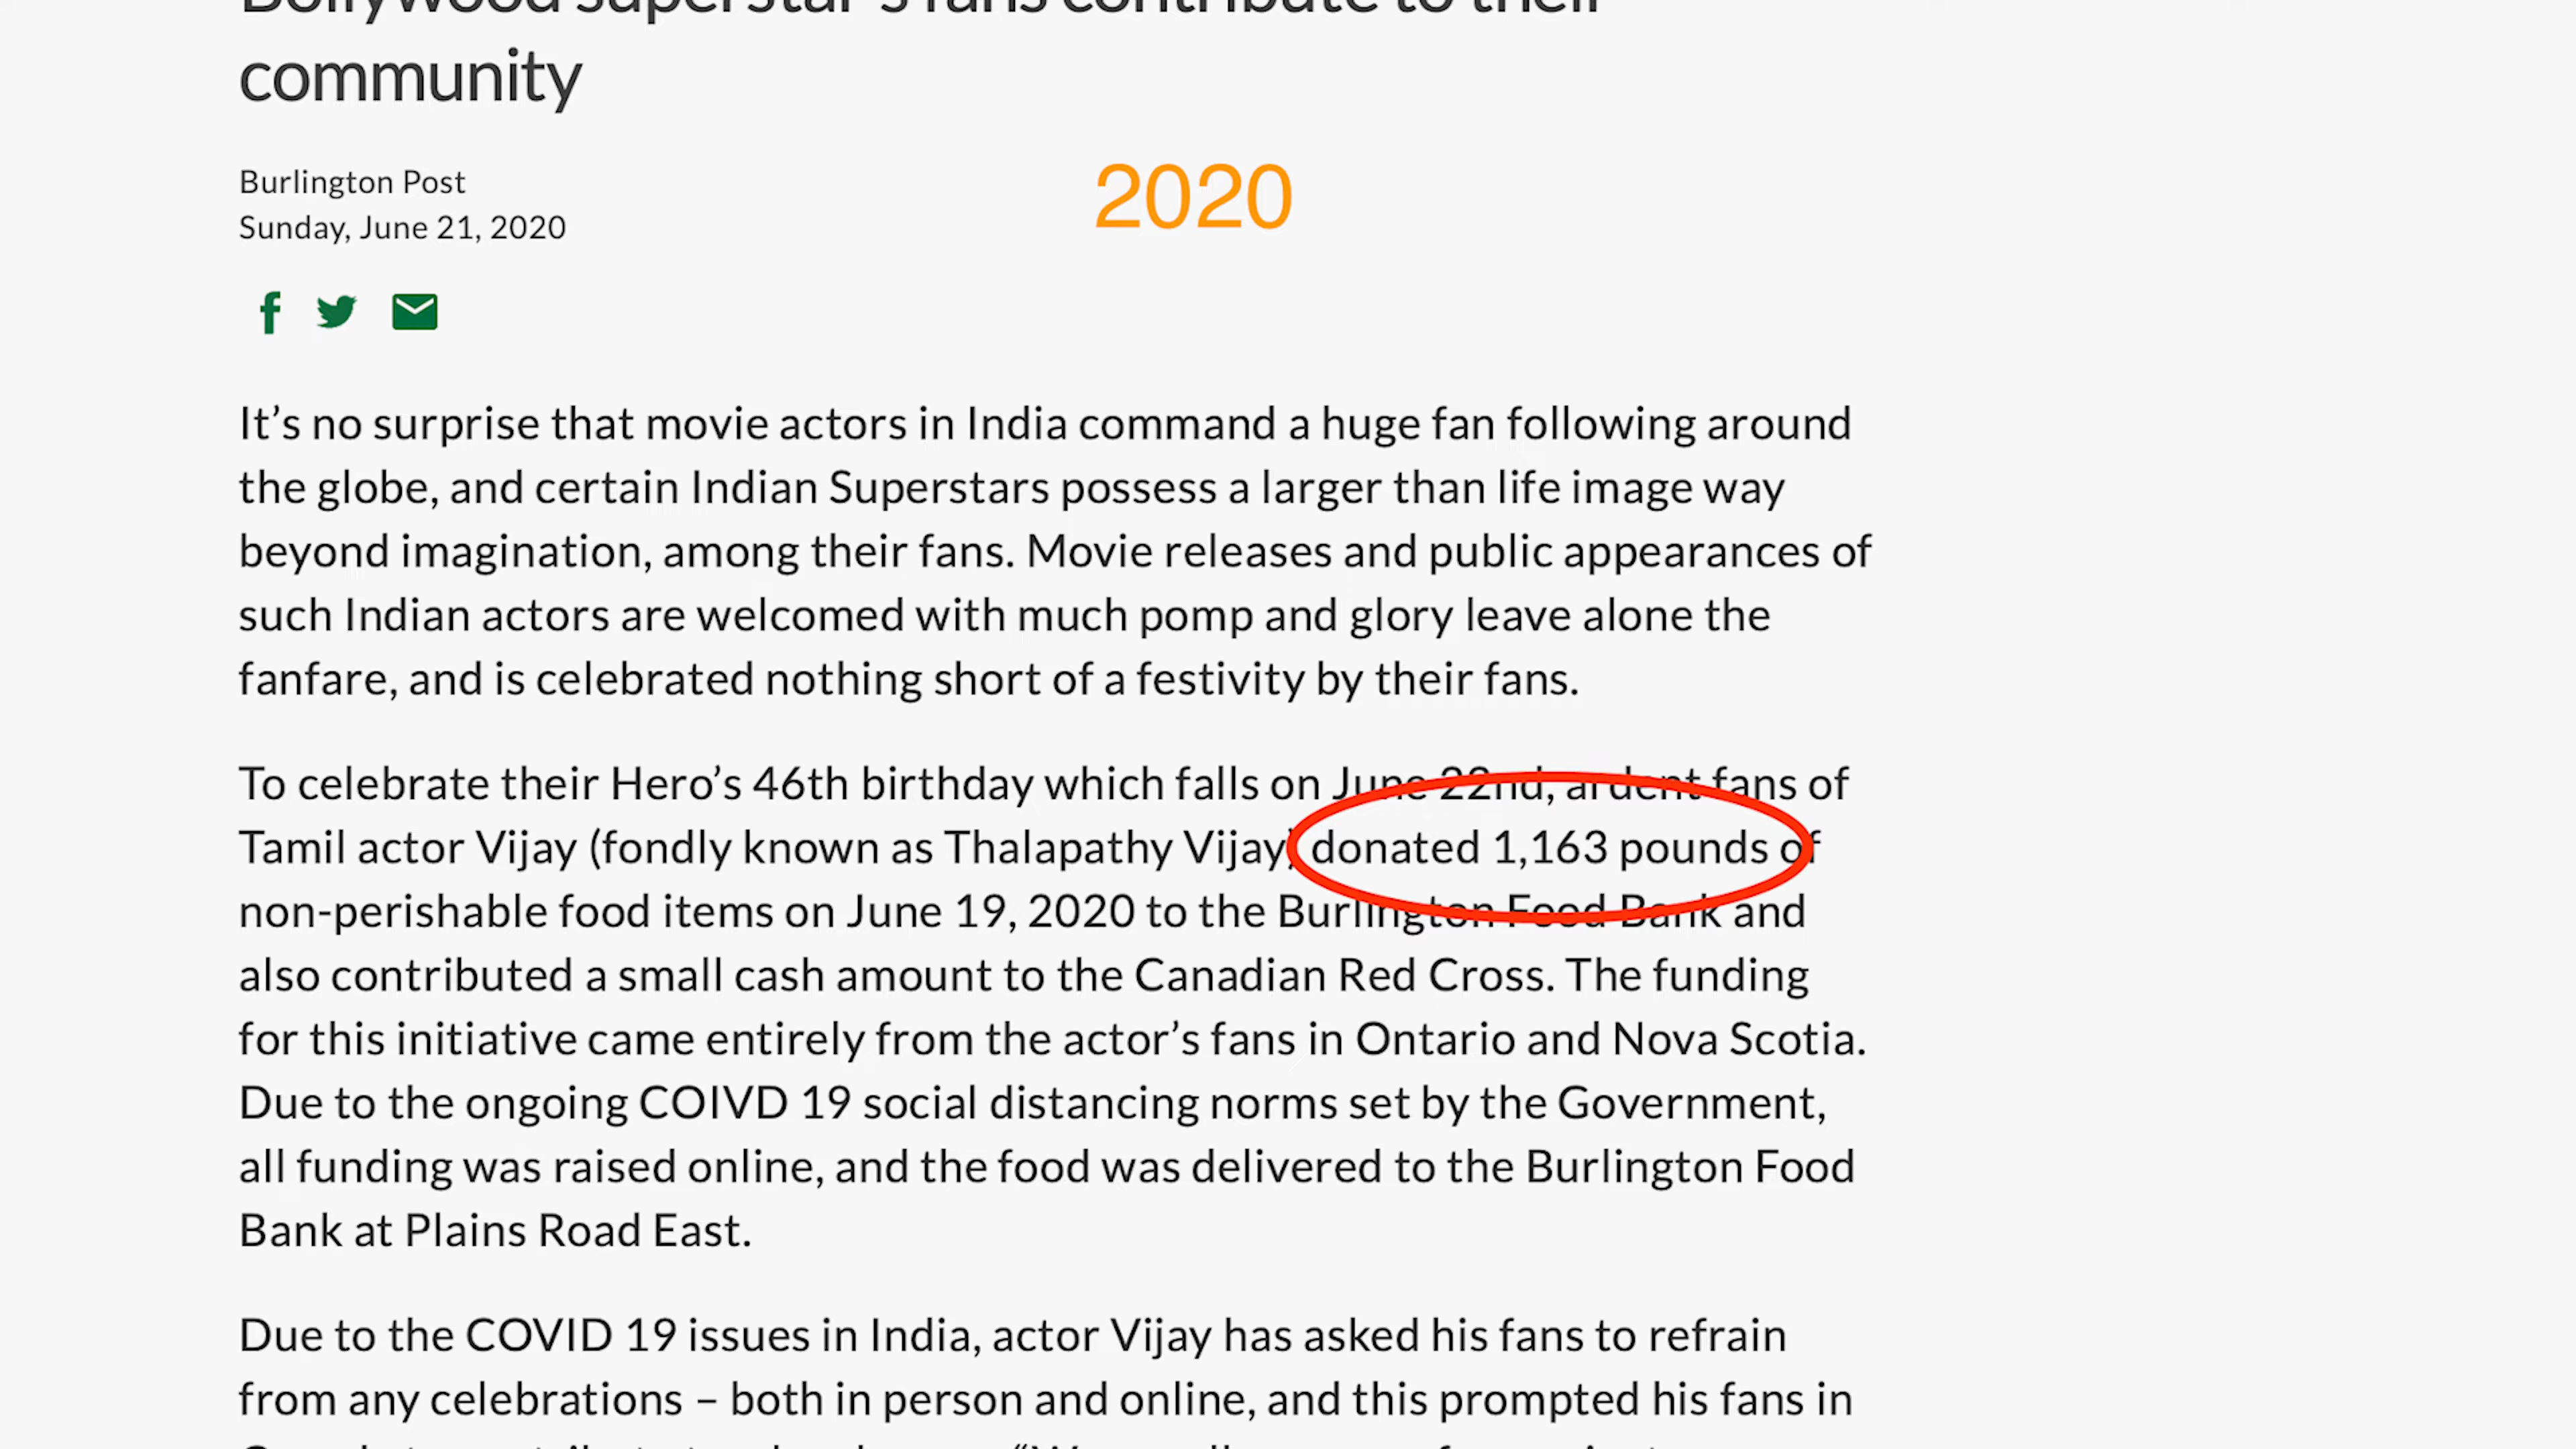 Bollywood superstar's fans contribute to their
community
Burlington Post
Sunday, June 21, 2020
2020
It’s no surprise that movie actors in India command a huge fan following around
the globe, and certain Indian Superstars possess a larger than life image way
beyond imagination, among their fans. Movie releases and public appearances of
such Indian actors are welcomed with much pomp and glory leave alone the
fanfare, and is celebrated nothing short of a festivity by their fans.
To celebrate their Hero’s 46th birthday which falls on June 22nd, ardent fans of
Tamil actor Vijay (fondly known as Thalapathy Vijay) donated 1,163 pounds of
non-perishable food items on June 19, 2020 to the Burlington Food Bank and
also contributed a small cash amount to the Canadian Red Cross. The funding
for this initiative came entirely from the actor’s fans in Ontario and Nova Scotia.
Due to the ongoing COIVD 19 social distancing norms set by the Government,
all funding was raised online, and the food was delivered to the Burlington Food
Bank at Plains Road East.
Due to the COVID 19 issues in India, actor Vijay has asked his fans to refrain
from any celebrations – both in person and online, and this prompted his fans in